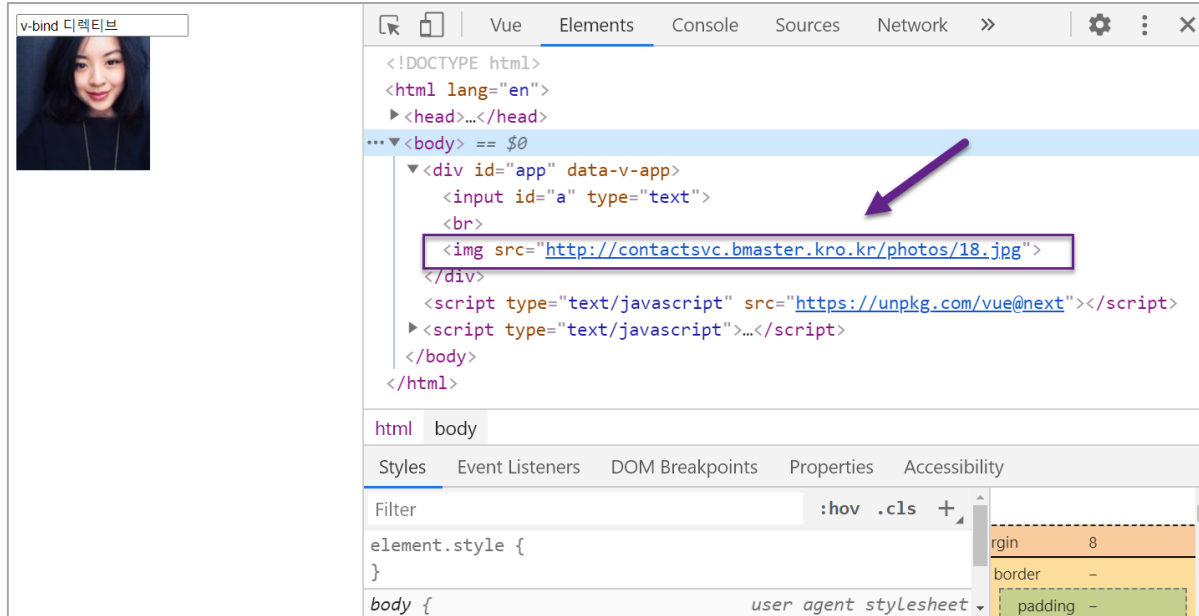 v-bind 디렉티브
Vue Elements Console Sources Network »
<!DOCTYPE html>
<html lang="en">
<head>…</head>
<body> == $0
<div id="app" data-v-app>
<input id="a" type="text">
<br>
<img src="http://contactsvc.bmaster.kro.kr/photos/18.jpg">
</div>
<script type="text/javascript" src="https://unpkg.com/vue@next"></script>
<script type="text/javascript">…</script>
</body>
</html>
html body
Styles Event Listeners DOM Breakpoints Properties Accessibility
Filter :hov .cls +
element.style {
}
body { user agent stylesheet
rgin 8
border –
padding –